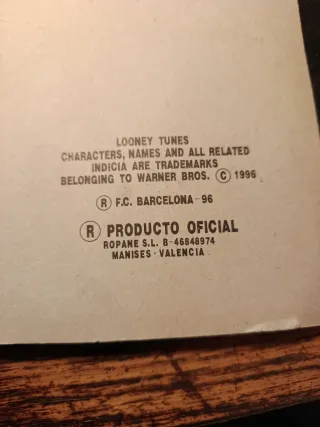 LOONEY TUNES
CHARACTERS, NAMES AND ALL RELATED
INDICIA ARE TRADEMARKS
BELONGING TO WARNER BROS. © 1996
® F.C. BARCELONA - 96
® PRODUCTO OFICIAL
ROPANE S.L. B-46848974
MANISES - VALENCIA